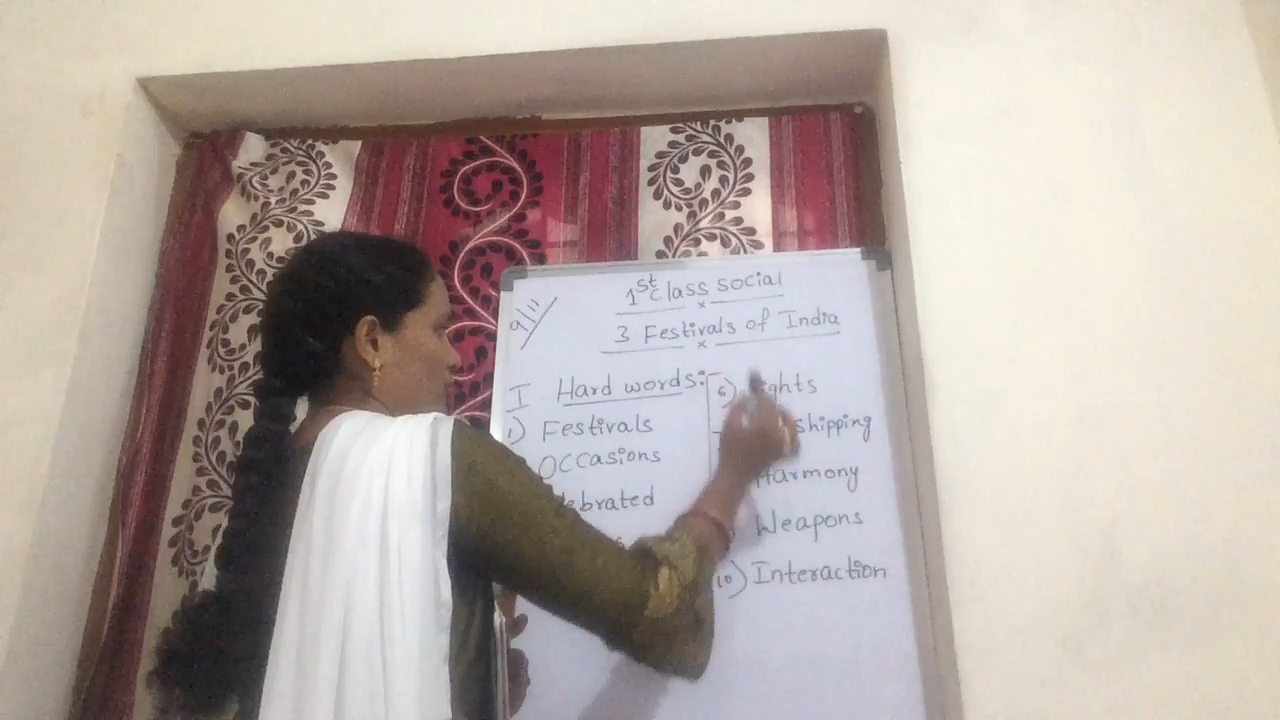 9/11
1st Class social
3 Festivals of India
I Hard words:
1) Festivals
Occasions
6)
Harmony
Weapons
10) Interaction